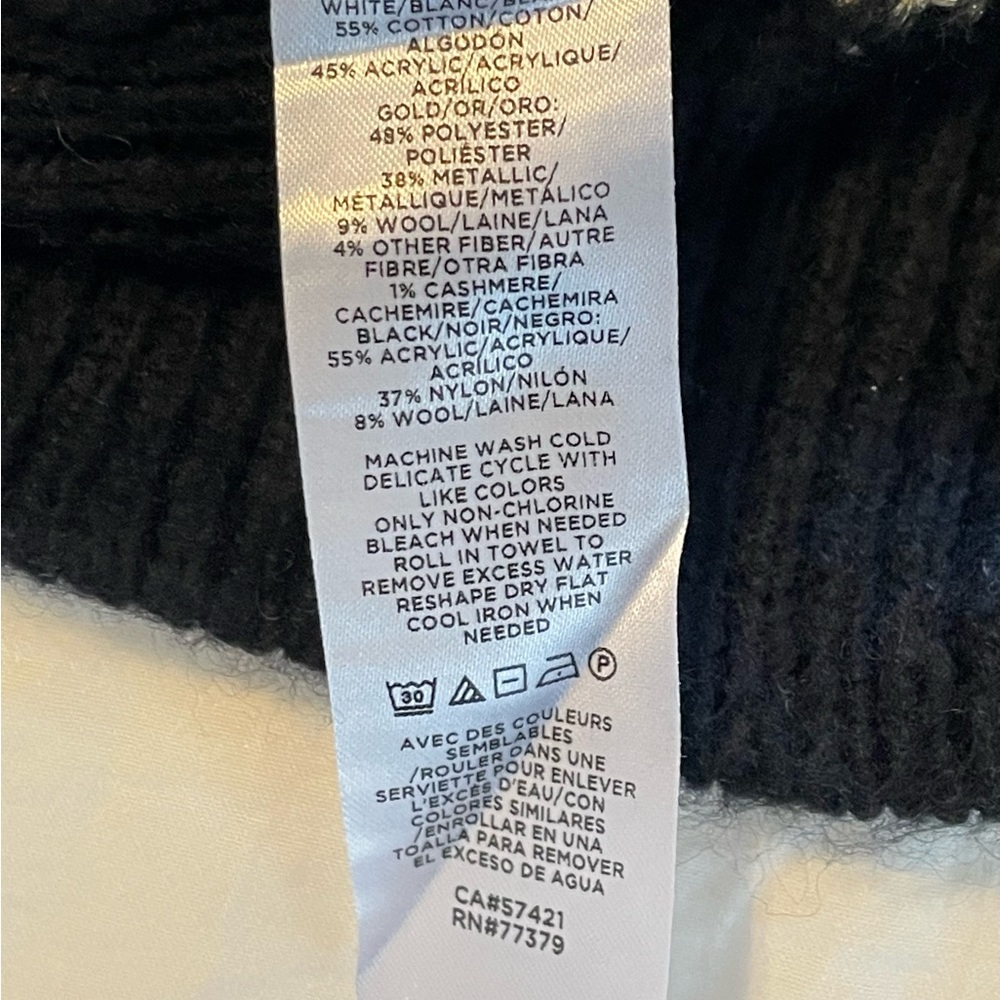 WHITE/BLANC/BLANCO:
55% COTTON/COTON/
ALGODÓN
45% ACRYLIC/ACRYLIQUE/
ACRÍLICO
GOLD/OR/ORO:
48% POLYESTER/
POLIÉSTER
38% METALLIC/
MÉTALLIQUE/METÁLICO
9% WOOL/LAINE/LANA
4% OTHER FIBER/AUTRE
FIBRE/OTRA FIBRA
1% CASHMERE/
CACHEMIRE/CACHEMIRA
BLACK/NOIR/NEGRO:
55% ACRYLIC/ACRYLIQUE/
ACRÍLICO
37% NYLON/NILÓN
8% WOOL/LAINE/LANA
MACHINE WASH COLD
DELICATE CYCLE WITH
LIKE COLORS
ONLY NON-CHLORINE
BLEACH WHEN NEEDED
ROLL IN TOWEL TO
REMOVE EXCESS WATER
RESHAPE DRY FLAT
COOL IRON WHEN
NEEDED
30 P
AVEC DES COULEURS
SEMBLABLES
/ROULER DANS UNE
SERVIETTE POUR ENLEVER
L'EXCÈS D'EAU/CON
COLORES SIMILARES
/ENROLLAR EN UNA
TOALLA PARA REMOVER
EL EXCESO DE AGUA
CA#57421
RN#77379